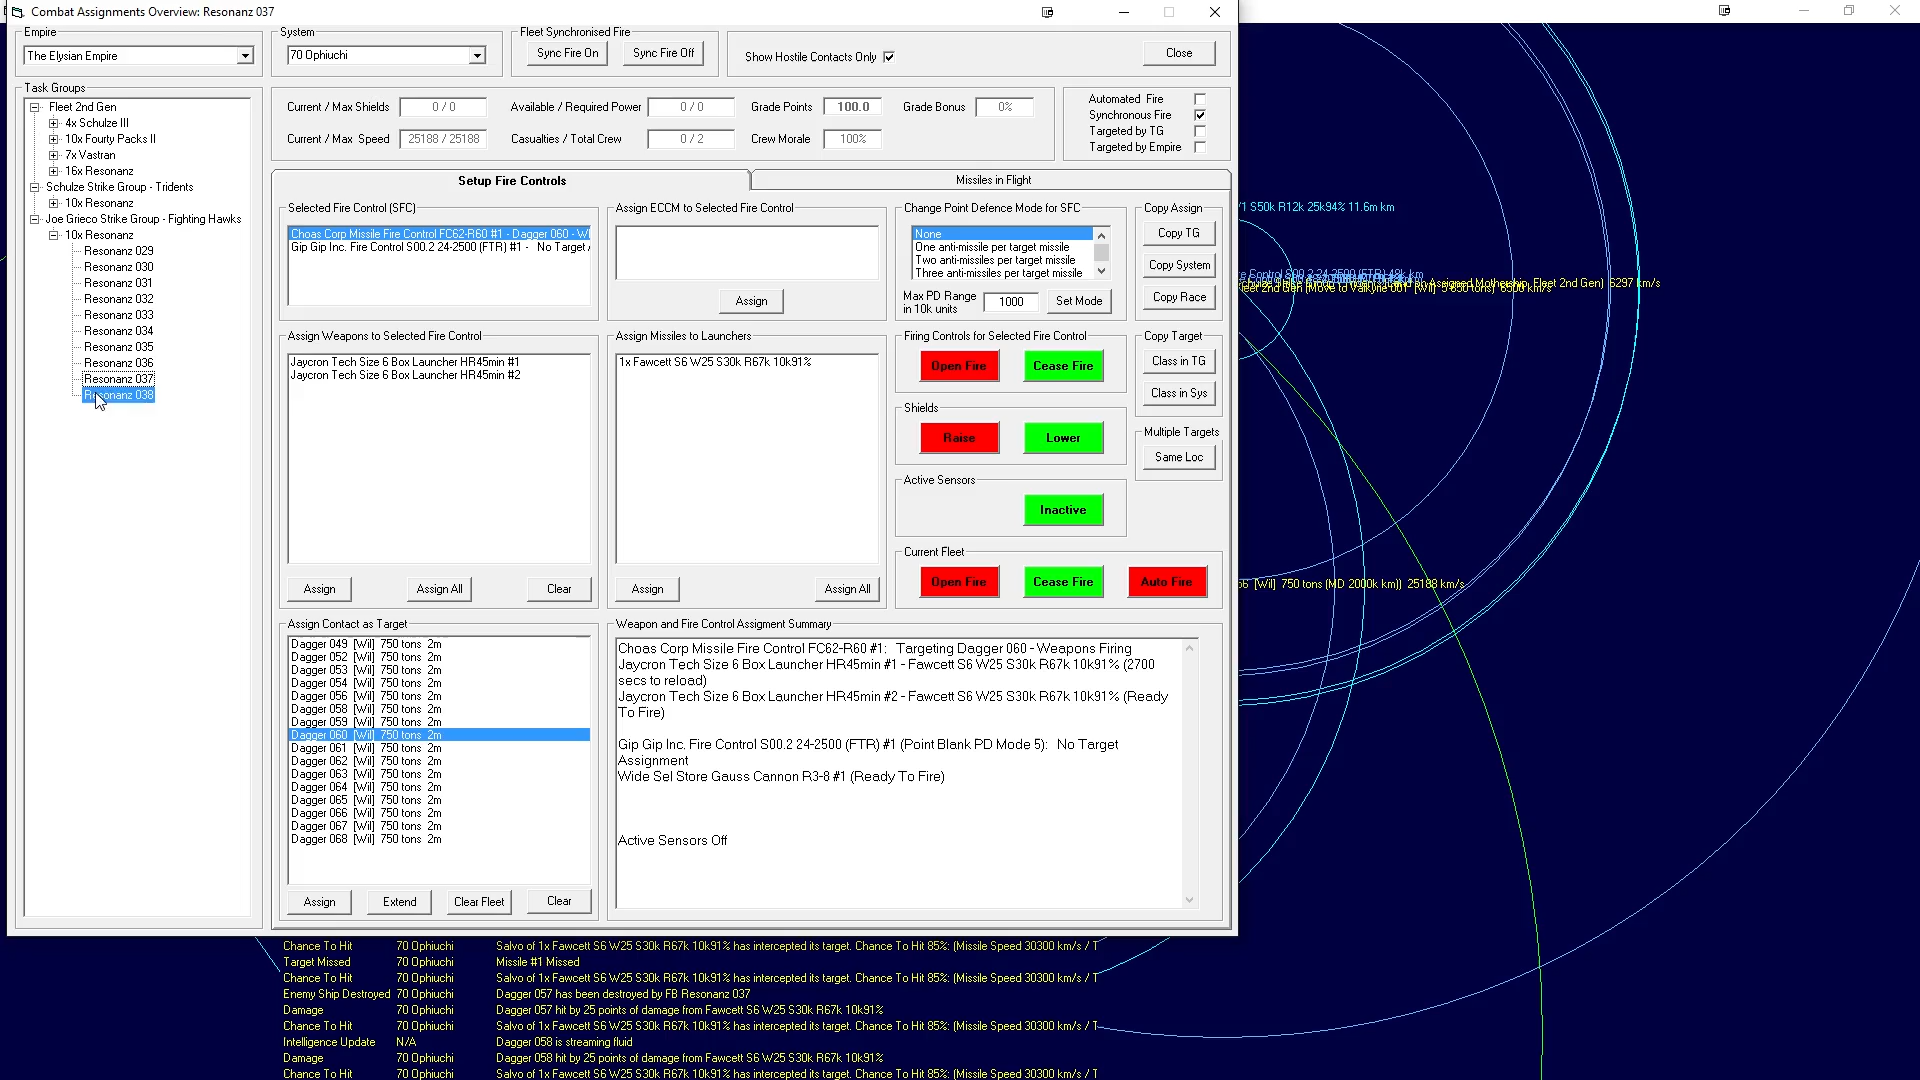 Combat Assignments Overview: Resonanz 037
Empire
The Elysian Empire
System
70 Ophiuchi
Fleet Synchronised Fire
Sync Fire On
Sync Fire Off
Show Hostile Contacts Only
Close
Task Groups
Fleet 2nd Gen
4x Schulze III
10x Fourty Packs II
7x Vastran
16x Resonanz
Schulze Strike Group - Tridents
10x Resonanz
Joe Grieco Strike Group - Fighting Hawks
10x Resonanz
Resonanz 029
Resonanz 030
Resonanz 031
Resonanz 032
Resonanz 033
Resonanz 034
Resonanz 035
Resonanz 036
Resonanz 037
Resonanz 038
Current / Max Shields
0 / 0
Available / Required Power
0 / 0
Grade Points
100.0
Grade Bonus
0%
Current / Max Speed
25188 / 25188
Casualties / Total Crew
0 / 2
Crew Morale
100%
Automated Fire
Synchronous Fire
Targeted by TG
Targeted by Empire
Setup Fire Controls
Missiles in Flight
Selected Fire Control (SFC)
Choas Corp Missile Fire Control FC62-R60 #1 - Dagger 060 - W
Gip Gip Inc. Fire Control S00.2 24-2500 (FTR) #1 - No Target
Assign ECCM to Selected Fire Control
Assign
Change Point Defence Mode for SFC
None
One anti-missile per target missile
Two anti-missiles per target missile
Three anti-missiles per target missile
Max PD Range
in 10k units
1000
Set Mode
Copy Assign
Copy TG
Copy System
Copy Race
Assign Weapons to Selected Fire Control
Jaycron Tech Size 6 Box Launcher HR45min #1
Jaycron Tech Size 6 Box Launcher HR45min #2
Assign
Assign All
Clear
Assign Missiles to Launchers
1x Fawcett S6 W25 S30k R67k 10k91%
Assign
Assign All
Firing Controls for Selected Fire Control
Open Fire
Cease Fire
Shields
Raise
Lower
Active Sensors
Inactive
Current Fleet
Open Fire
Cease Fire
Auto Fire
Copy Target
Class in TG
Class in Sys
Multiple Targets
Same Loc
Assign Contact as Target
Dagger 049 [Wil] 750 tons 2m
Dagger 052 [Wil] 750 tons 2m
Dagger 053 [Wil] 750 tons 2m
Dagger 054 [Wil] 750 tons 2m
Dagger 056 [Wil] 750 tons 2m
Dagger 058 [Wil] 750 tons 2m
Dagger 059 [Wil] 750 tons 2m
Dagger 060 [Wil] 750 tons 2m
Dagger 061 [Wil] 750 tons 2m
Dagger 062 [Wil] 750 tons 2m
Dagger 063 [Wil] 750 tons 2m
Dagger 064 [Wil] 750 tons 2m
Dagger 065 [Wil] 750 tons 2m
Dagger 066 [Wil] 750 tons 2m
Dagger 067 [Wil] 750 tons 2m
Dagger 068 [Wil] 750 tons 2m
Assign
Extend
Clear Fleet
Clear
Weapon and Fire Control Assigment Summary
Choas Corp Missile Fire Control FC62-R60 #1: Targeting Dagger 060 - Weapons Firing
Jaycron Tech Size 6 Box Launcher HR45min #1 - Fawcett S6 W25 S30k R67k 10k91% (2700
secs to reload)
Jaycron Tech Size 6 Box Launcher HR45min #2 - Fawcett S6 W25 S30k R67k 10k91% (Ready
To Fire)
Gip Gip Inc. Fire Control S00.2 24-2500 (FTR) #1 (Point Blank PD Mode 5): No Target
Assignment
Wide Sel Store Gauss Cannon R3-8 #1 (Ready To Fire)
Active Sensors Off
S50k R12k 25k94% 11.6m km
Assigned Mothership, Fleet 2nd Gen) 6297 km/s
[Wil] 750 tons (MD 2000k km)) 25188 km/s
Chance To Hit 70 Ophiuchi Salvo of 1x Fawcett S6 W25 S30k R67k 10k91% has intercepted its target. Chance To Hit 85%: (Missile Speed 30300 km/s / T
Target Missed 70 Ophiuchi Missile #1 Missed
Chance To Hit 70 Ophiuchi Salvo of 1x Fawcett S6 W25 S30k R67k 10k91% has intercepted its target. Chance To Hit 85%: (Missile Speed 30300 km/s / T
Enemy Ship Destroyed 70 Ophiuchi Dagger 057 has been destroyed by FB Resonanz 037
Damage 70 Ophiuchi Dagger 057 hit by 25 points of damage from Fawcett S6 W25 S30k R67k 10k91%
Chance To Hit 70 Ophiuchi Salvo of 1x Fawcett S6 W25 S30k R67k 10k91% has intercepted its target. Chance To Hit 85%: (Missile Speed 30300 km/s / T
Intelligence Update N/A Dagger 058 is streaming fluid
Damage 70 Ophiuchi Dagger 058 hit by 25 points of damage from Fawcett S6 W25 S30k R67k 10k91%
Chance To Hit 70 Ophiuchi Salvo of 1x Fawcett S6 W25 S30k R67k 10k91% has intercepted its target. Chance To Hit 85%: (Missile Speed 30300 km/s / T